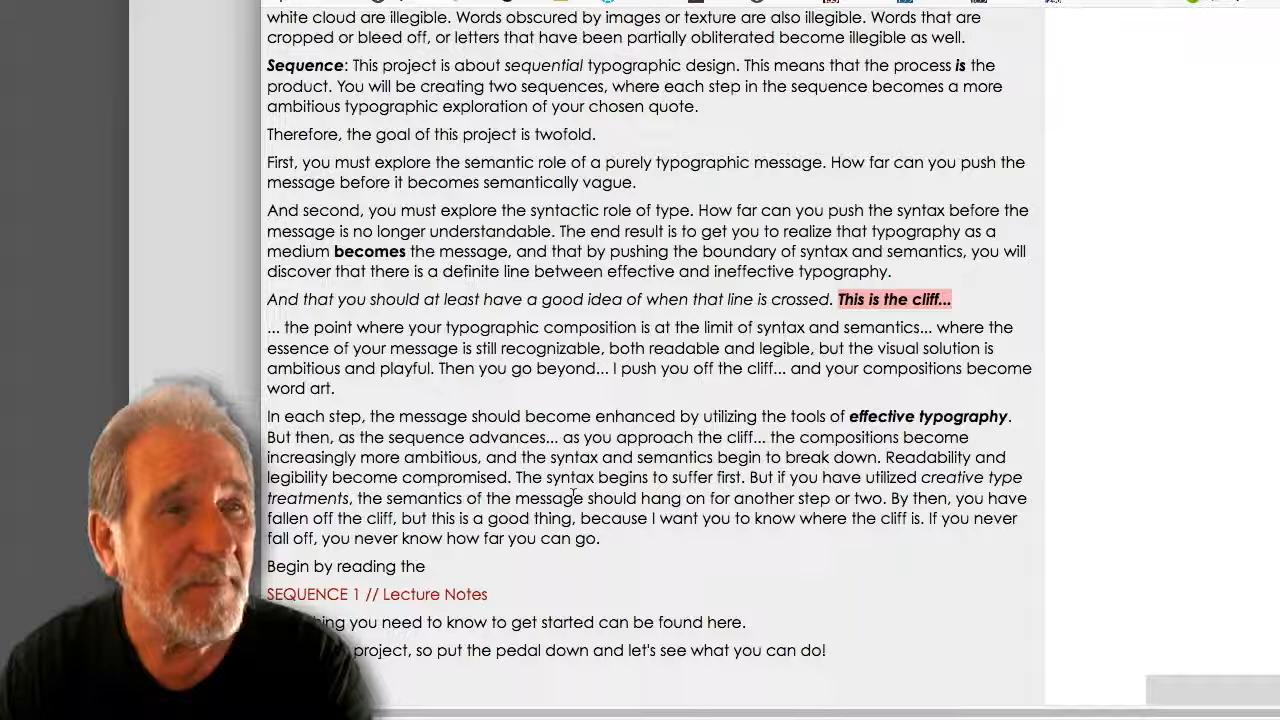 white cloud are illegible. Words obscured by images or texture are also illegible. Words that are
cropped or bleed off, or letters that have been partially obliterated become illegible as well.
Sequence: This project is about sequential typographic design. This means that the process is the
product. You will be creating two sequences, where each step in the sequence becomes a more
ambitious typographic exploration of your chosen quote.
Therefore, the goal of this project is twofold.
First, you must explore the semantic role of a purely typographic message. How far can you push the
message before it becomes semantically vague.
And second, you must explore the syntactic role of type. How far can you push the syntax before the
message is no longer understandable. The end result is to get you to realize that typography as a
medium becomes the message, and that by pushing the boundary of syntax and semantics, you will
discover that there is a definite line between effective and ineffective typography.
And that you should at least have a good idea of when that line is crossed. This is the cliff...
... the point where your typographic composition is at the limit of syntax and semantics... where the
essence of your message is still recognizable, both readable and legible, but the visual solution is
ambitious and playful. Then you go beyond... I push you off the cliff... and your compositions become
word art.
In each step, the message should become enhanced by utilizing the tools of effective typography.
But then, as the sequence advances... as you approach the cliff... the compositions become
increasingly more ambitious, and the syntax and semantics begin to break down. Readability and
legibility become compromised. The syntax begins to suffer first. But if you have utilized creative type
treatments, the semantics of the message should hang on for another step or two. By then, you have
fallen off the cliff, but this is a good thing, because I want you to know where the cliff is. If you never
fall off, you never know how far you can go.
Begin by reading the
SEQUENCE 1 // Lecture Notes
you need to know to get started can be found here.
project, so put the pedal down and let's see what you can do!